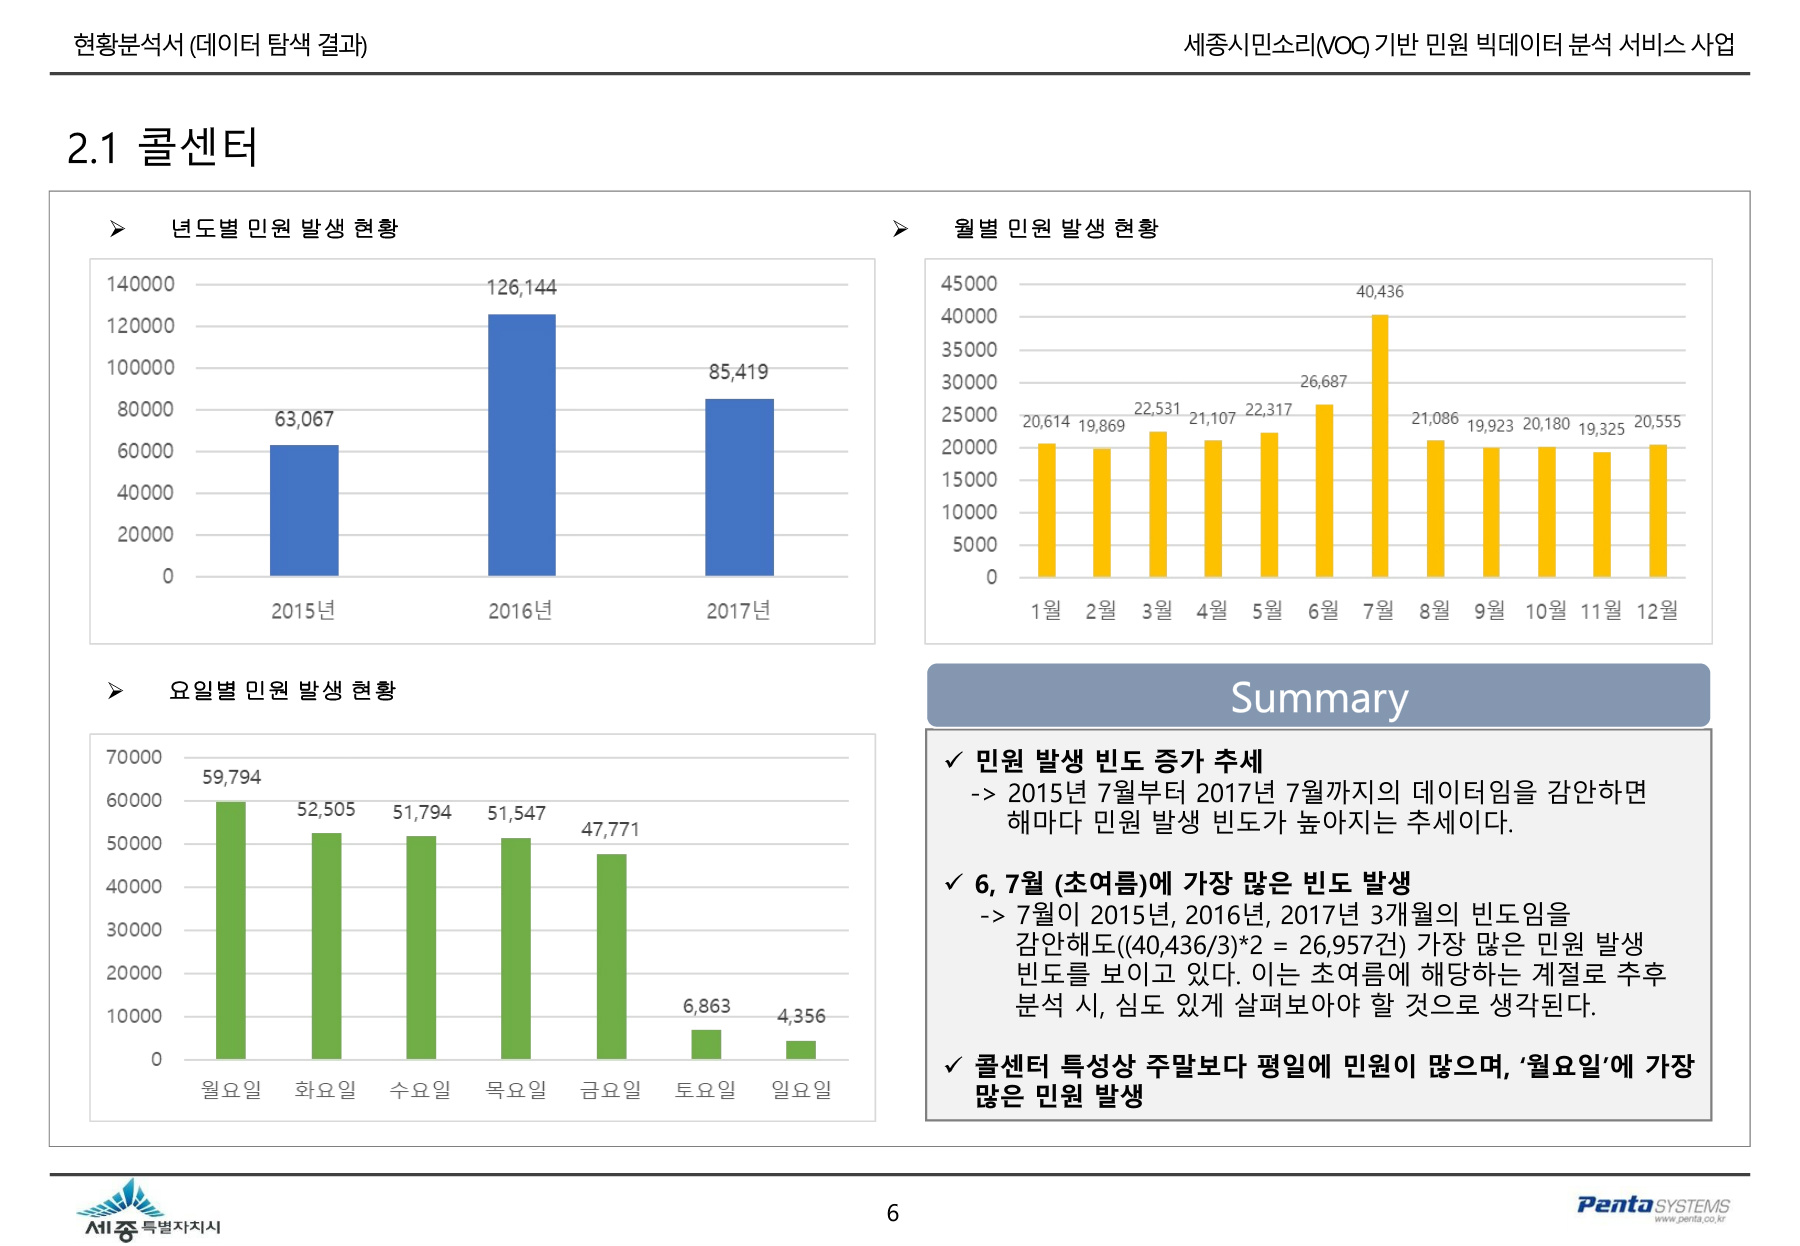 현황분석서 (데이터 탐색 결과)
세종시민소리(VOC) 기반 민원 빅데이터 분석 서비스 사업
2.1 콜센터
➢ 년도별 민원 발생 현황
140000
120000
100000
80000
60000
40000
20000
0
63,067
126,144
85,419
2015년 2016년 2017년
➢ 월별 민원 발생 현황
45000
40000
35000
30000
25000
20000
15000
10000
5000
0
20,614 19,869 22,531 21,107 22,317 26,687 40,436 21,086 19,923 20,180 19,325 20,555
1월 2월 3월 4월 5월 6월 7월 8월 9월 10월 11월 12월
➢ 요일별 민원 발생 현황
70000
60000
50000
40000
30000
20000
10000
0
59,794 52,505 51,794 51,547 47,771 6,863 4,356
월요일 화요일 수요일 목요일 금요일 토요일 일요일
Summary
✓ 민원 발생 빈도 증가 추세
-> 2015년 7월부터 2017년 7월까지의 데이터임을 감안하면
해마다 민원 발생 빈도가 높아지는 추세이다.
✓ 6, 7월 (초여름)에 가장 많은 빈도 발생
-> 7월이 2015년, 2016년, 2017년 3개월의 빈도임을
감안해도((40,436/3)*2 = 26,957건) 가장 많은 민원 발생
빈도를 보이고 있다. 이는 초여름에 해당하는 계절로 추후
분석 시, 심도 있게 살펴보아야 할 것으로 생각된다.
✓ 콜센터 특성상 주말보다 평일에 민원이 많으며, ‘월요일’에 가장
많은 민원 발생
세종특별자치시
6
Penta SYSTEMS
www.penta.co.kr